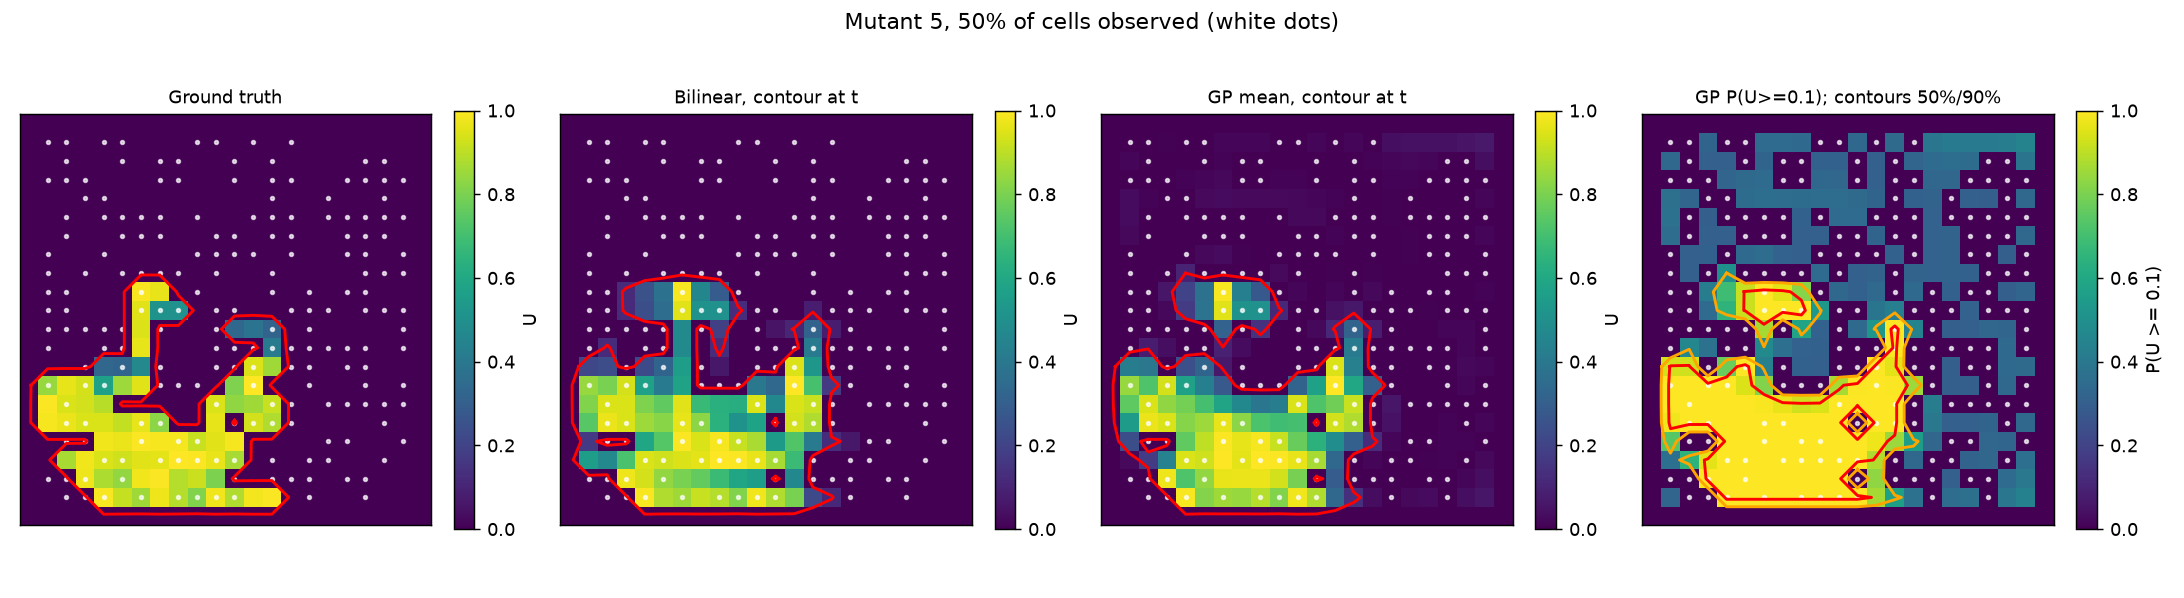 Mutant 5, 50% of cells observed (white dots)
Ground truth
1.0
0.8
0.6
0.4
0.2
0.0
U
Bilinear, contour at t
1.0
0.8
0.6
0.4
0.2
0.0
U
GP mean, contour at t
1.0
0.8
0.6
0.4
0.2
0.0
U
GP P(U>=0.1); contours 50%/90%
1.0
0.8
0.6
0.4
0.2
0.0
P(U >= 0.1)